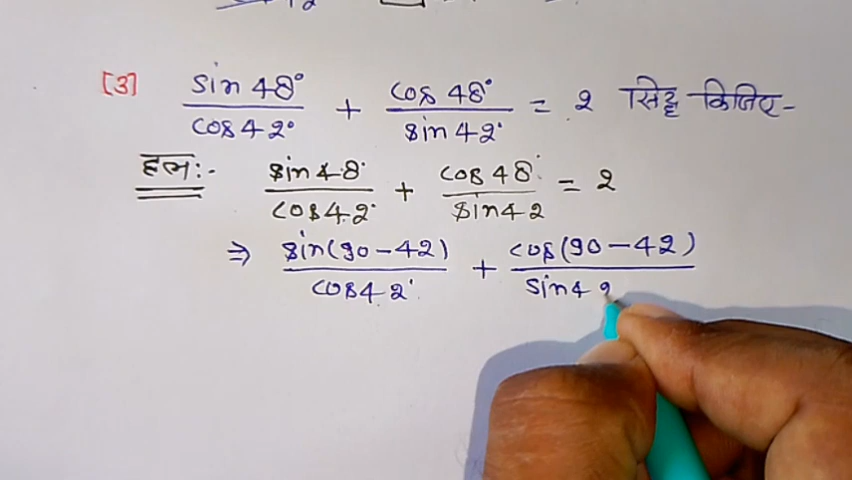 [3] sin 48° / cos 42° + cos 48° / sin 42° = 2 सिद्ध किजिए-
हल:- sin 48° / cos 42° + cos 48° / sin 42 = 2
⇒ sin(90-42) / cos 42° + cos(90-42) / sin 42